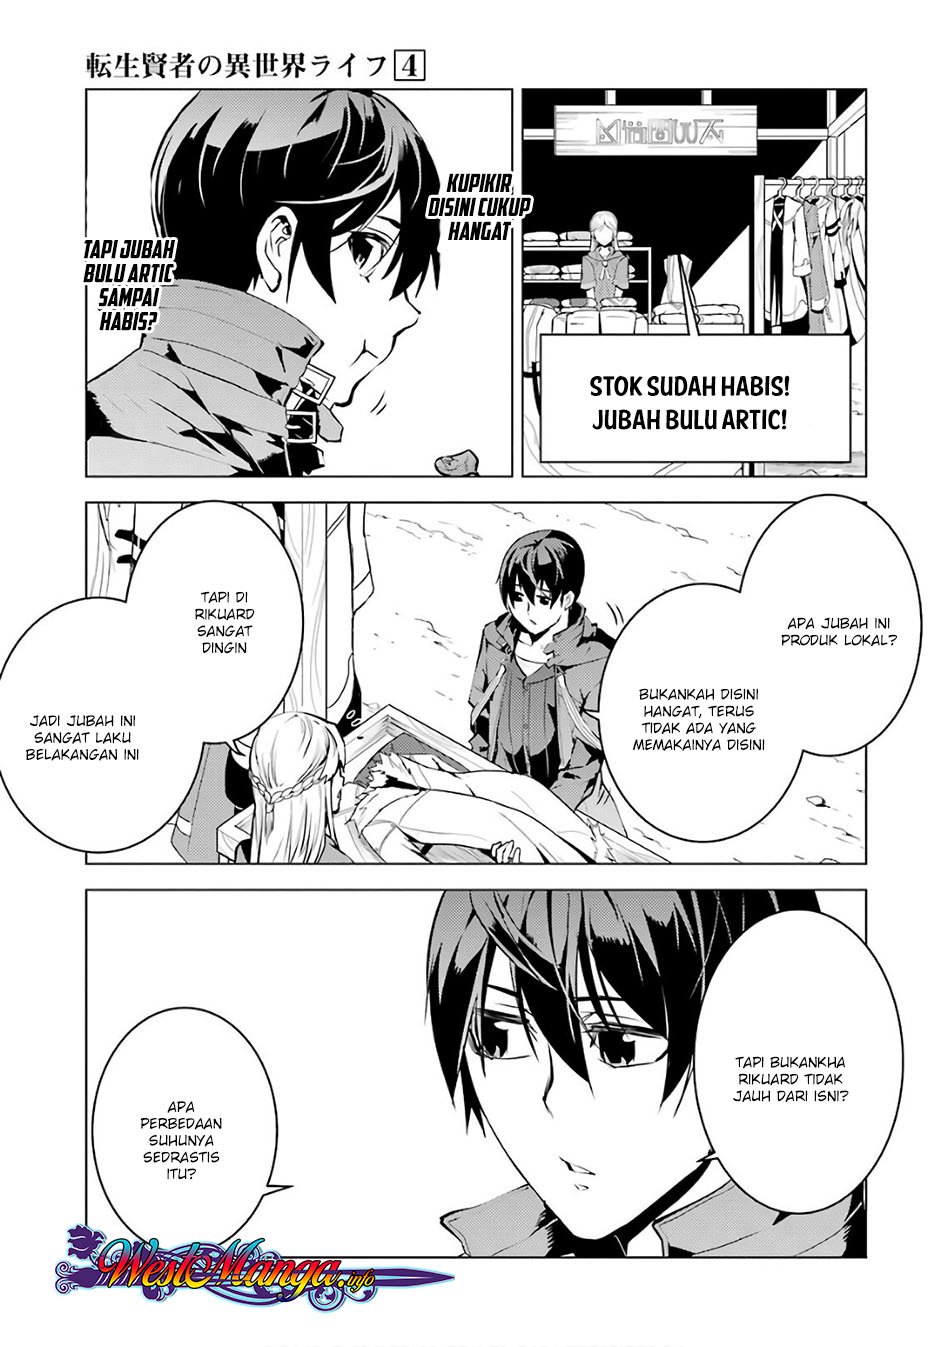 転生賢者の異世界ライフ 4
STOK SUDAH HABIS!
JUBAH BULU ARTIC!
KUPIKIR
DISINI CUKUP
HANGAT
TAPI JUBAH
BULU ARTIC
SAMPAI
HABIS?
APA JUBAH INI
PRODUK LOKAL?
BUKANKAH DISINI
HANGAT, TERUS
TIDAK ADA YANG
MEMAKAINYA DISINI
TAPI DI
RIKUARD
SANGAT
DINGIN
JADI JUBAH INI
SANGAT LAKU
BELAKANGAN INI
TAPI BUKANKHA
RIKUARD TIDAK
JAUH DARI ISNI?
APA
PERBEDAAN
SUHUNYA
SEDRASTIS
ITU?
WestManga.info